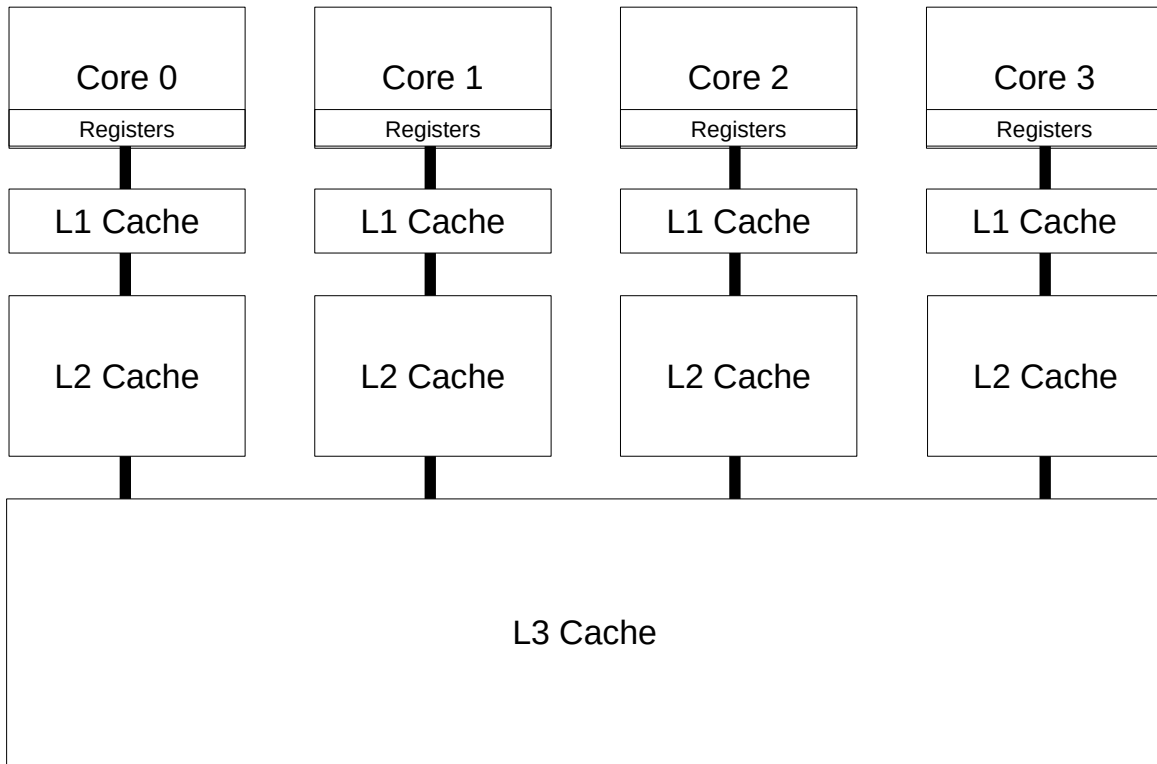 Core 0
Core 1
Core 2
Core 3
Registers
Registers
Registers
Registers
L1 Cache
L1 Cache
L1 Cache
L1 Cache
L2 Cache
L2 Cache
L2 Cache
L2 Cache
L3 Cache